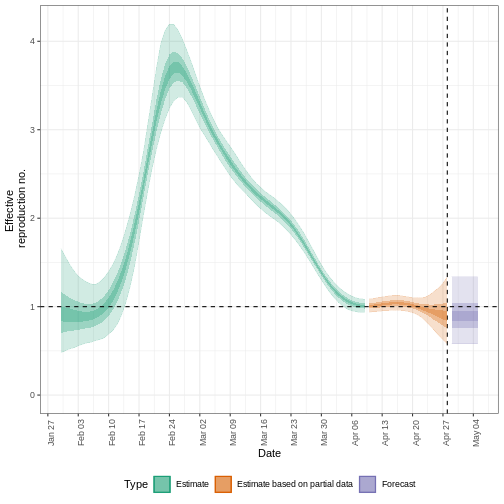 Effective
reproduction no.
4
3
2
1
0
Jan 27
Feb 03
Feb 10
Feb 17
Feb 24
Mar 02
Mar 09
Mar 16
Mar 23
Mar 30
Apr 06
Apr 13
Apr 20
Apr 27
May 04
Date
Type
Estimate
Estimate based on partial data
Forecast